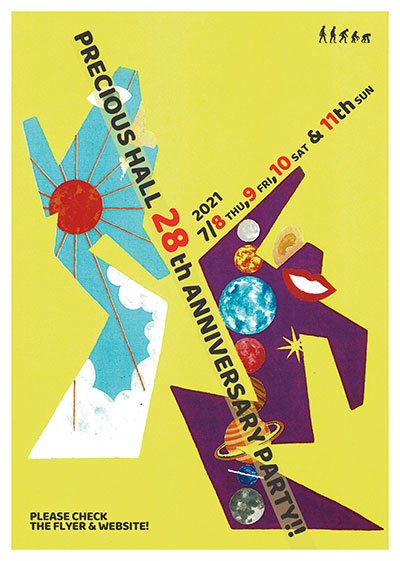 PRECIOUS HALL 28th ANNIVERSARY PARTY!!
2021
7/8 THU,9 FRI,10 SAT & 11th SUN
PLEASE CHECK
THE FLYER & WEBSITE!